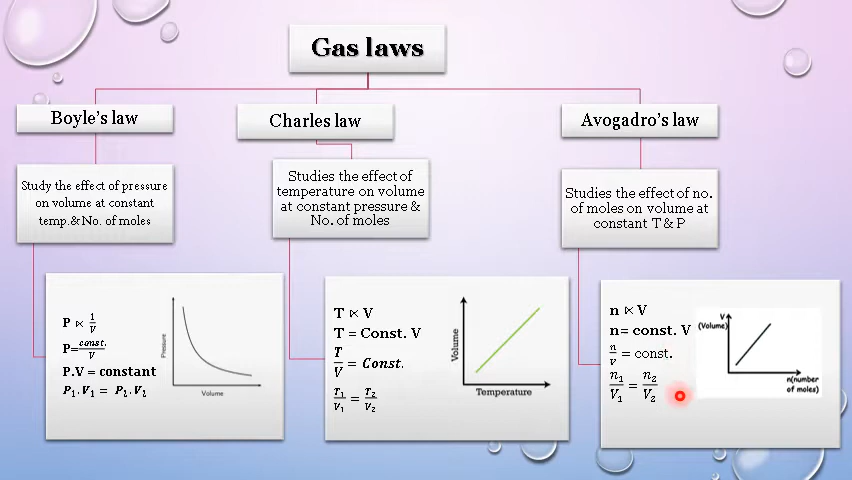 Gas laws
Boyle's law
Study the effect of pressure
on volume at constant
temp.& No. of moles
P ∝ 1/V
P= const./V
P.V = constant
P₁.V₁ = P₂.V₂
Pressure
Volume
Charles law
Studies the effect of
temperature on volume
at constant pressure &
No. of moles
T ∝ V
T = Const. V
T/V = Const.
T₁/V₁ = T₂/V₂
Volume
Temperature
Avogadro's law
Studies the effect of no.
of moles on volume at
constant T & P
n ∝ V
n= const. V
n/v = const.
n₁/V₁ = n₂/V₂
V
(Volume)
n(number
of moles)